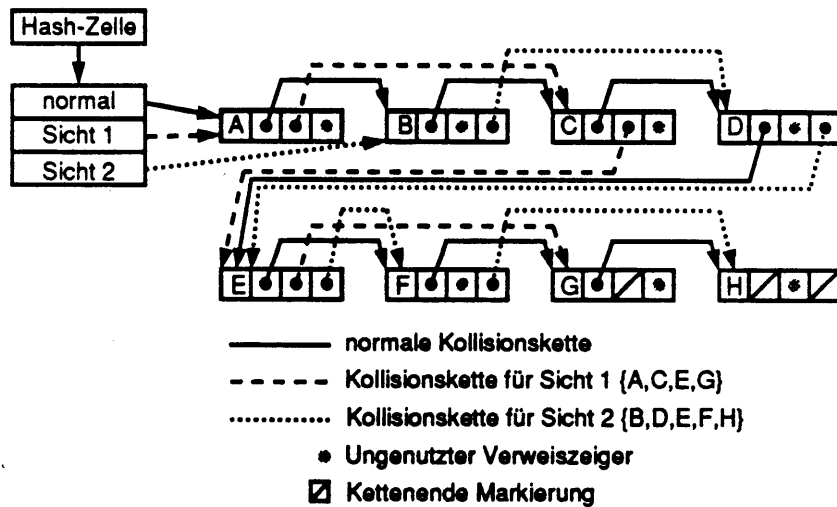 Hash-Zelle
normal
Sicht 1
Sicht 2
A
B
C
D
E
F
G
H
normale Kollisionskette
Kollisionskette für Sicht 1 {A,C,E,G}
Kollisionskette für Sicht 2 {B,D,E,F,H}
Ungenutzter Verweiszeiger
Kettenende Markierung